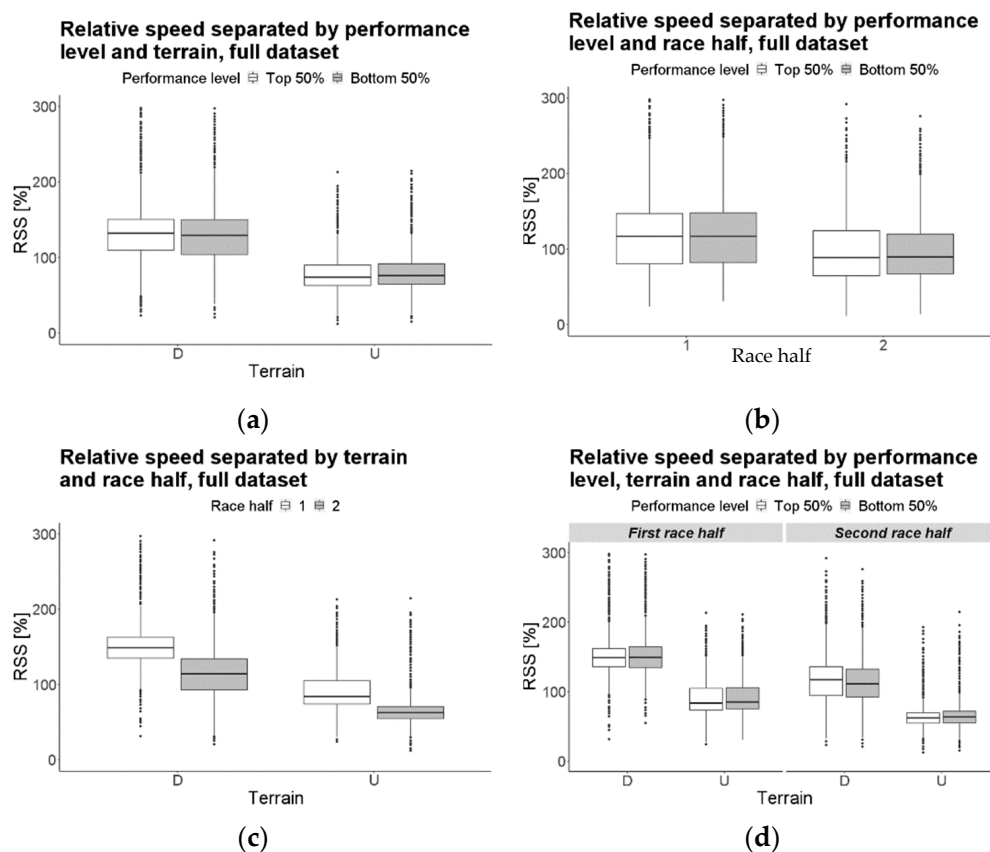 Relative speed separated by performance
level and terrain, full dataset
Performance level Top 50% Bottom 50%
RSS [%]
300
200
100
0
D U
Terrain
(a)
Relative speed separated by performance
level and race half, full dataset
Performance level Top 50% Bottom 50%
RSS [%]
300
200
100
0
1 2
Race half
(b)
Relative speed separated by terrain
and race half, full dataset
Race half 1 2
RSS [%]
300
200
100
0
D U
Terrain
(c)
Relative speed separated by performance
level, terrain and race half, full dataset
Performance level Top 50% Bottom 50%
First race half Second race half
RSS [%]
300
200
100
0
D U D U
Terrain
(d)